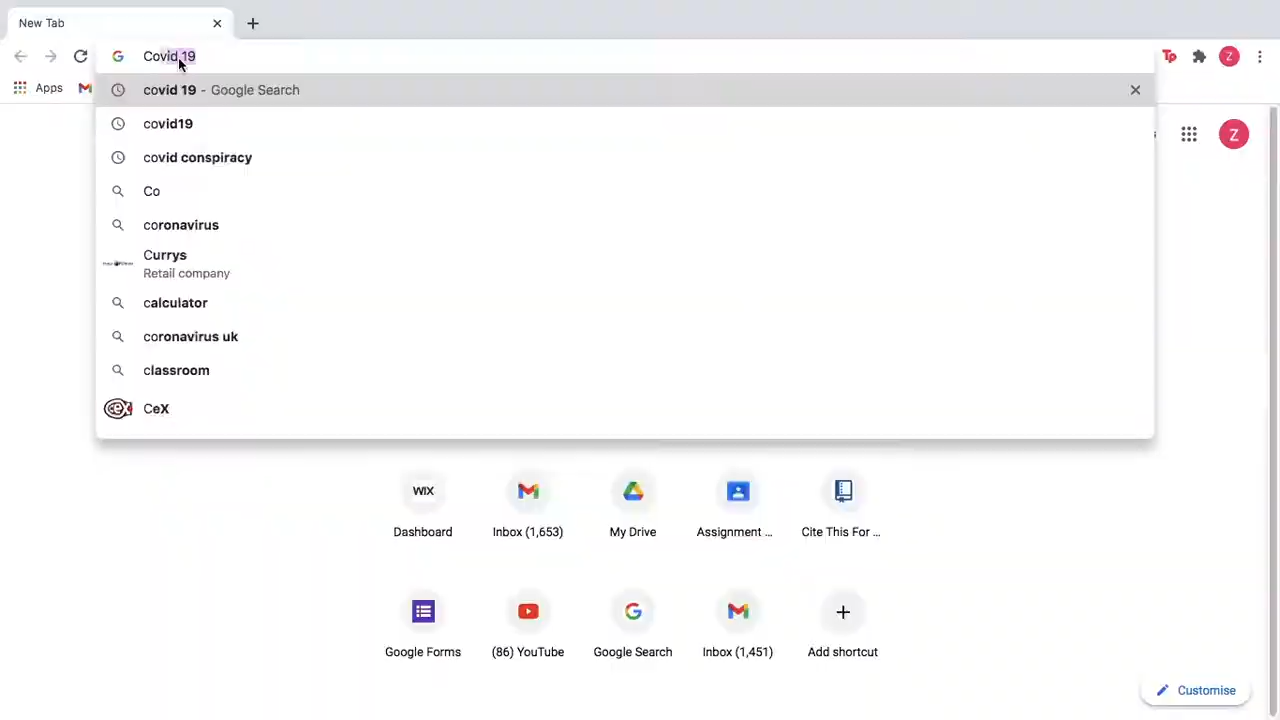 New Tab
Covid 19
Tp
Z
Apps
covid 19 - Google Search
Z
covid19
covid conspiracy
Co
coronavirus
Currys
Retail company
calculator
coronavirus uk
classroom
CeX
WIX
Dashboard
Inbox (1,653)
My Drive
Assignment ...
Cite This For ...
Google Forms
(86) YouTube
Google Search
Inbox (1,451)
Add shortcut
Customise